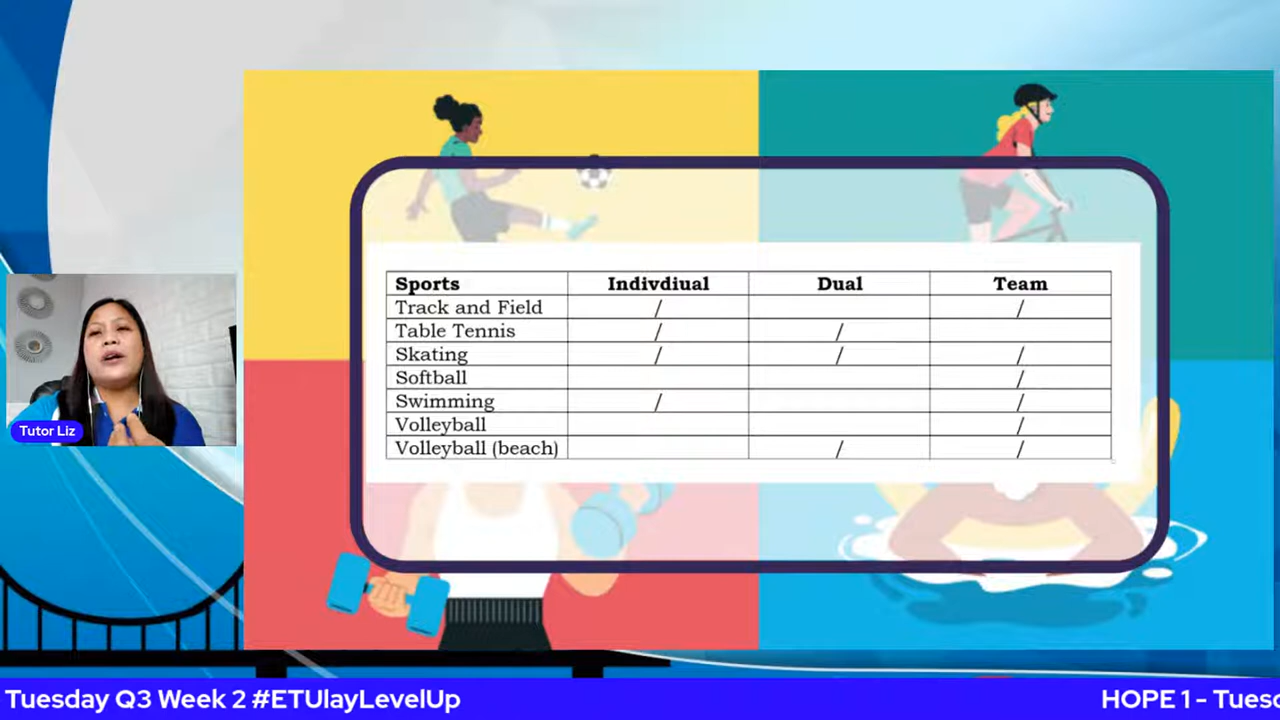 Sports Indivdiual Dual Team
Track and Field / /
Table Tennis / /
Skating / / /
Softball /
Swimming / /
Volleyball /
Volleyball (beach) / /
Tutor Liz
Tuesday Q3 Week 2 #ETUlayLevelUp HOPE 1 - Tuesd